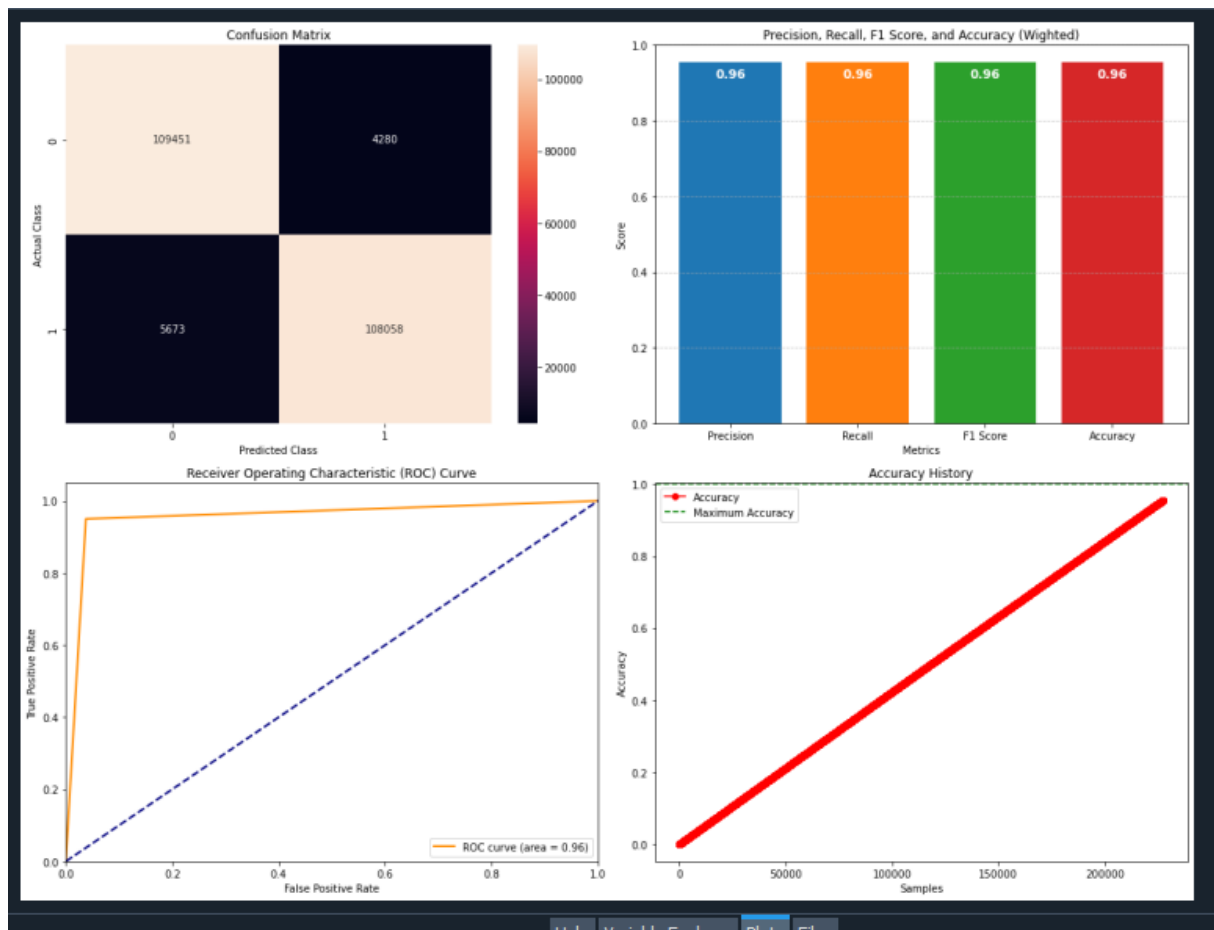 Confusion Matrix
109451
4280
5673
108058
0
1
Actual Class
0
1
Predicted Class
100000
80000
60000
40000
20000
Precision, Recall, F1 Score, and Accuracy (Wighted)
1.0
0.8
0.6
0.4
0.2
0.0
Score
0.96
0.96
0.96
0.96
Precision
Recall
F1 Score
Accuracy
Metrics
Receiver Operating Characteristic (ROC) Curve
1.0
0.8
0.6
0.4
0.2
0.0
True Positive Rate
ROC curve (area = 0.96)
0.0
0.2
0.4
0.6
0.8
1.0
False Positive Rate
Accuracy History
Accuracy
Maximum Accuracy
1.0
0.8
0.6
0.4
0.2
0.0
Accuracy
0
50000
100000
150000
200000
Samples